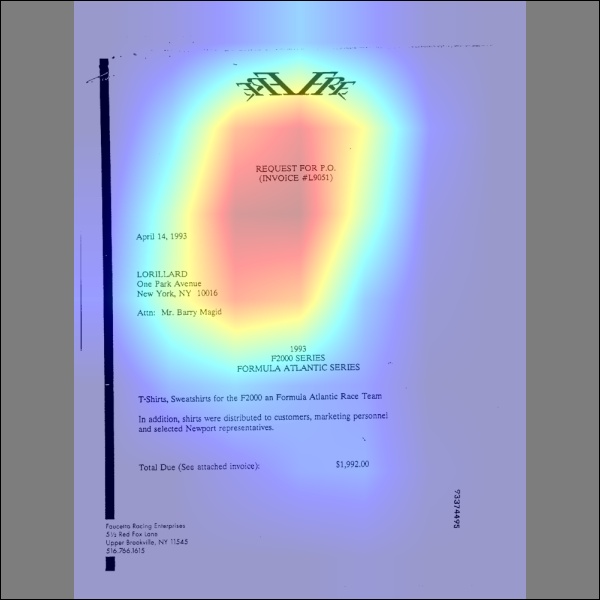 REQUEST FOR P.O.
(INVOICE #L9051)
April 14, 1993
LORILLARD
One Park Avenue
New York, NY 10016
Attn: Mr. Barry Magid
1993
F2000 SERIES
FORMULA ATLANTIC SERIES
T-Shirts, Sweatshirts for the F2000 an Formula Atlantic Race Team
In addition, shirts were distributed to customers, marketing personnel
and selected Newport representatives.
Total Due (See attached invoice): $1,992.00
93374495
Faucetta Racing Enterprises
5½ Red Fox Lane
Upper Brookville, NY 11545
516.766.1615